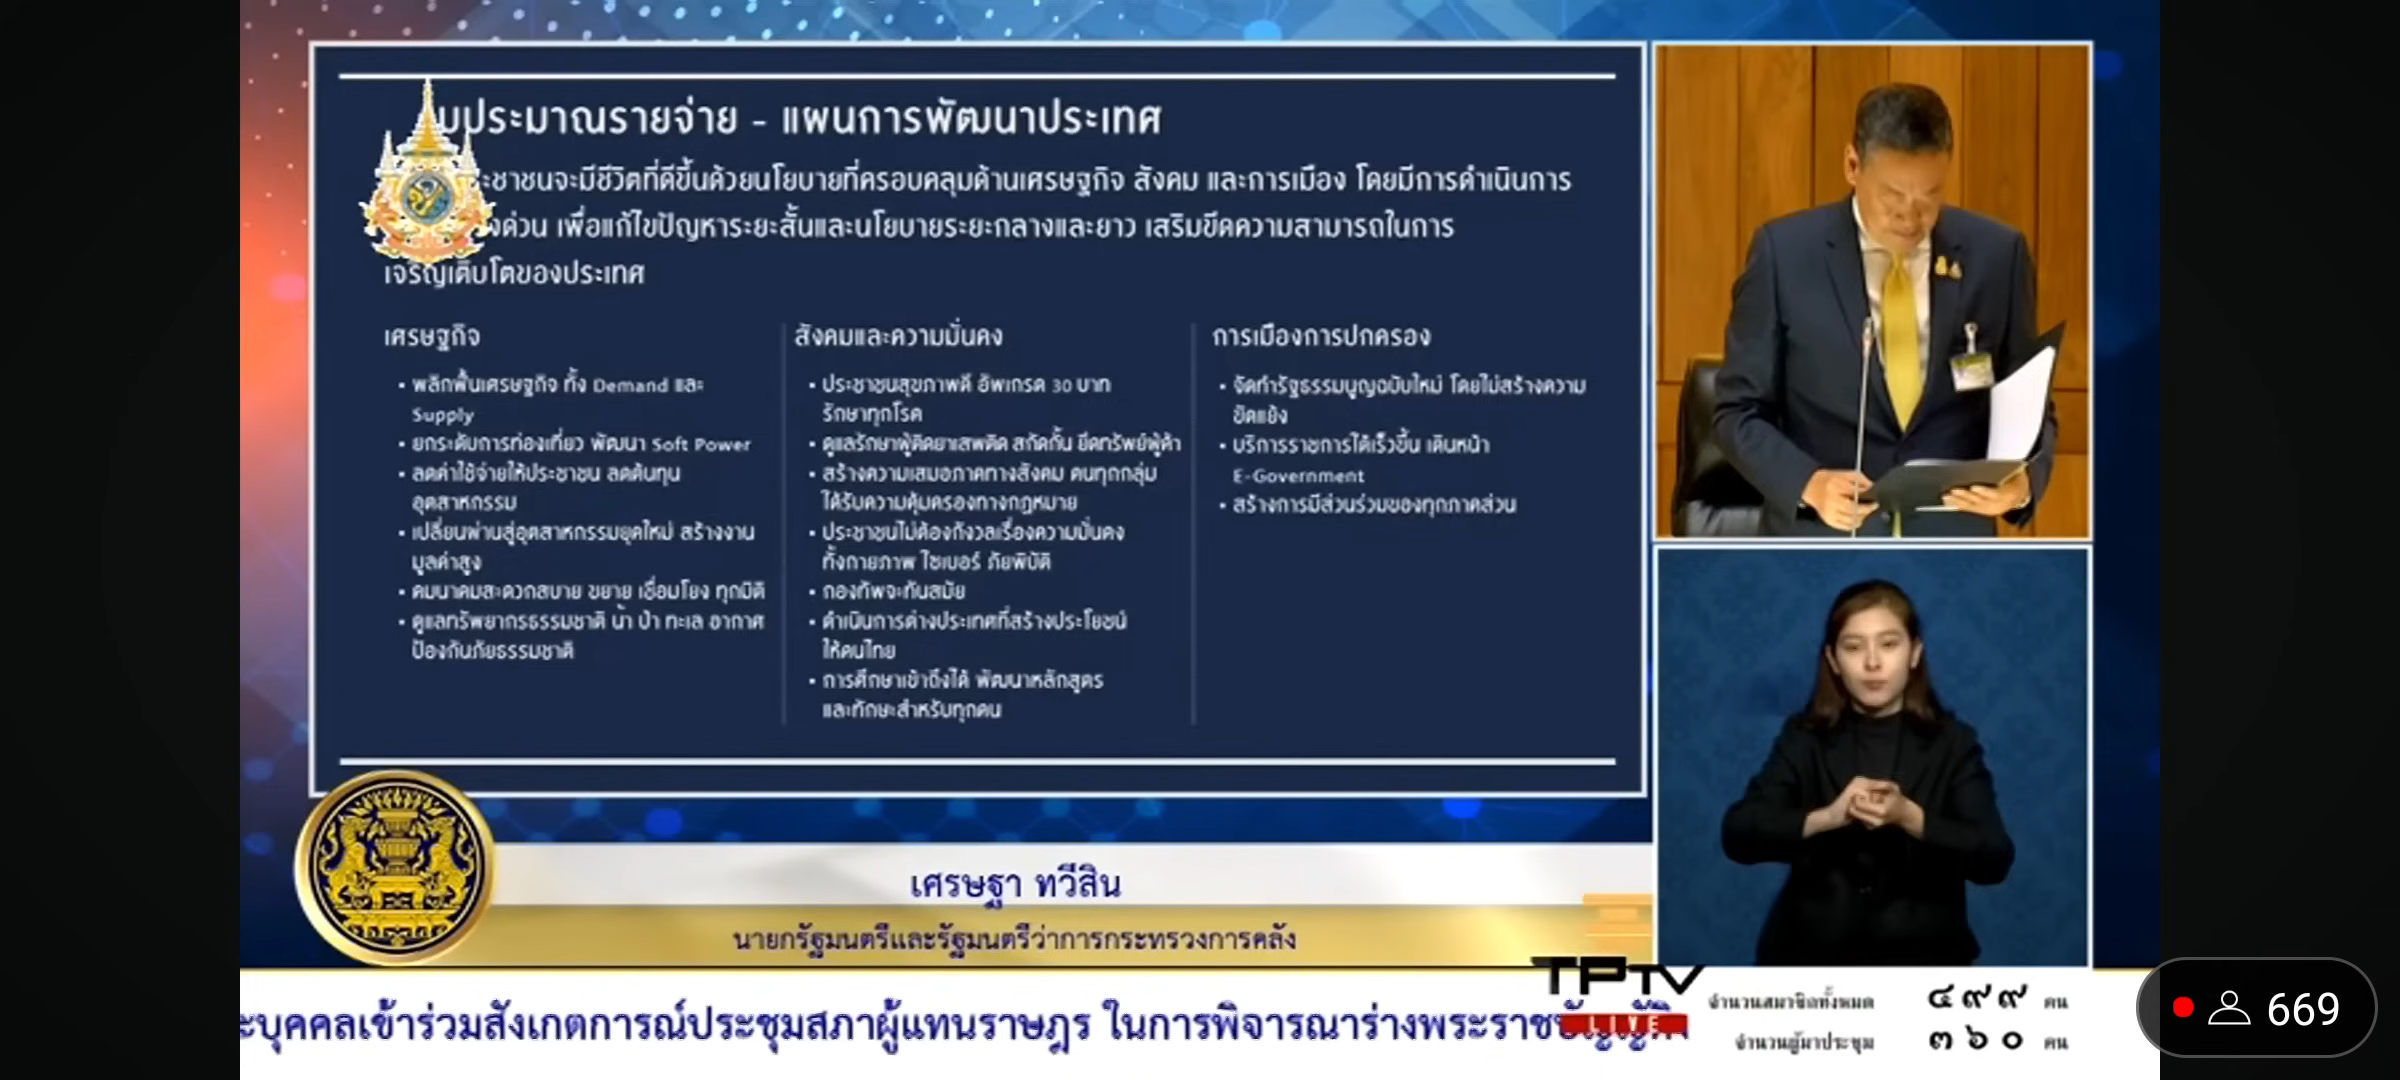 บประมาณรายจ่าย - แผนการพัฒนาประเทศ
ะชาชนจะมีชีวิตที่ดีขึ้นด้วยนโยบายที่ครอบคลุมด้านเศรษฐกิจ สังคม และการเมือง โดยมีการดำเนินการ
งด่วน เพื่อแก้ไขปัญหาระยะสั้นและนโยบายระยะกลางและยาว เสริมขีดความสามารถในการ
เจริญเติบโตของประเทศ
เศรษฐกิจ
• พลิกฟื้นเศรษฐกิจ ทั้ง Demand และ
Supply
• ยกระดับการท่องเที่ยว พัฒนา Soft Power
• ลดค่าใช้จ่ายให้ประชาชน ลดต้นทุน
อุตสาหกรรม
• เปลี่ยนผ่านสู่อุตสาหกรรมยุคใหม่ สร้างงาน
มูลค่าสูง
• คมนาคมสะดวกสบาย ขยาย เชื่อมโยง ทุกมิติ
• ดูแลทรัพยากรธรรมชาติ น้ำ ป่า ทะเล อากาศ
ป้องกันภัยธรรมชาติ
สังคมและความมั่นคง
• ประชาชนสุขภาพดี อัพเกรด 30 บาท
รักษาทุกโรค
• ดูแลรักษาผู้ติดยาเสพติด สกัดกั้น ยึดทรัพย์ผู้ค้า
• สร้างความเสมอภาคทางสังคม คนทุกกลุ่ม
ได้รับความคุ้มครองทางกฎหมาย
• ประชาชนไม่ต้องกังวลเรื่องความมั่นคง
ทั้งกายภาพ ไซเบอร์ ภัยพิบัติ
• กองทัพจะทันสมัย
• ดำเนินการต่างประเทศที่สร้างประโยชน์
ให้คนไทย
• การศึกษาเข้าถึงได้ พัฒนาหลักสูตร
และทักษะสำหรับทุกคน
การเมืองการปกครอง
• จัดทำรัฐธรรมนูญฉบับใหม่ โดยไม่สร้างความ
ขัดแย้ง
• บริการราชการได้เร็วขึ้น เดินหน้า
E-Government
• สร้างการมีส่วนร่วมของทุกภาคส่วน
เศรษฐา ทวีสิน
นายกรัฐมนตรีและรัฐมนตรีว่าการกระทรวงการคลัง
ะบุคคลเข้าร่วมสังเกตการณ์ประชุมสภาผู้แทนราษฎร ในการพิจารณาร่างพระราชบัญญัติ
TPTV
LIVE
จำนวนสมาชิกทั้งหมด ๔๙๙ คน
จำนวนผู้มาประชุม ๓๖๐ คน
669